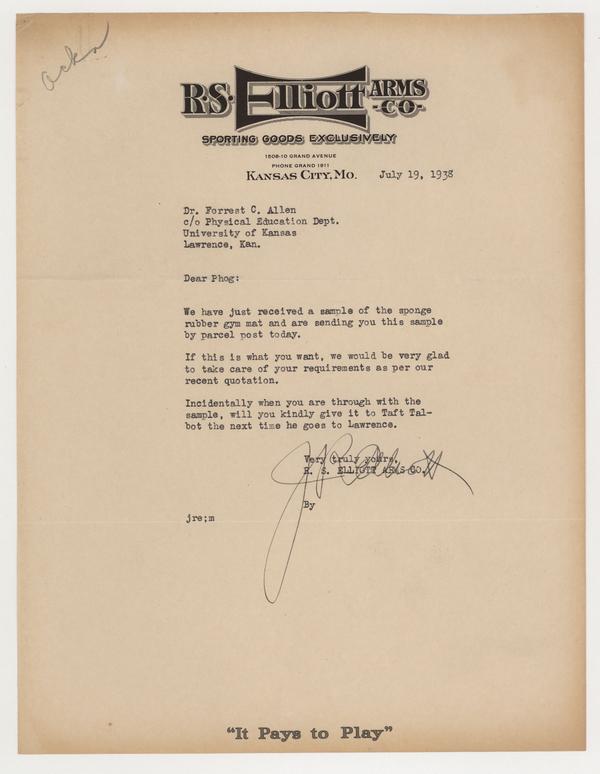 ackn
R·S· Elliott ARMS
-CO-
SPORTING GOODS EXCLUSIVELY
1508-10 GRAND AVENUE
PHONE GRAND 1911
KANSAS CITY, MO. July 19, 1938
Dr. Forrest C. Allen
c/o Physical Education Dept.
University of Kansas
Lawrence, Kan.
Dear Phog:
We have just received a sample of the sponge
rubber gym mat and are sending you this sample
by parcel post today.
If this is what you want, we would be very glad
to take care of your requirements as per our
recent quotation.
Incidentally when you are through with the
sample, will you kindly give it to Taft Tal-
bot the next time he goes to Lawrence.
Very truly yours,
R. S. ELLIOTT ARMS CO.
J R Elliott
By
jre;m
"It Pays to Play"